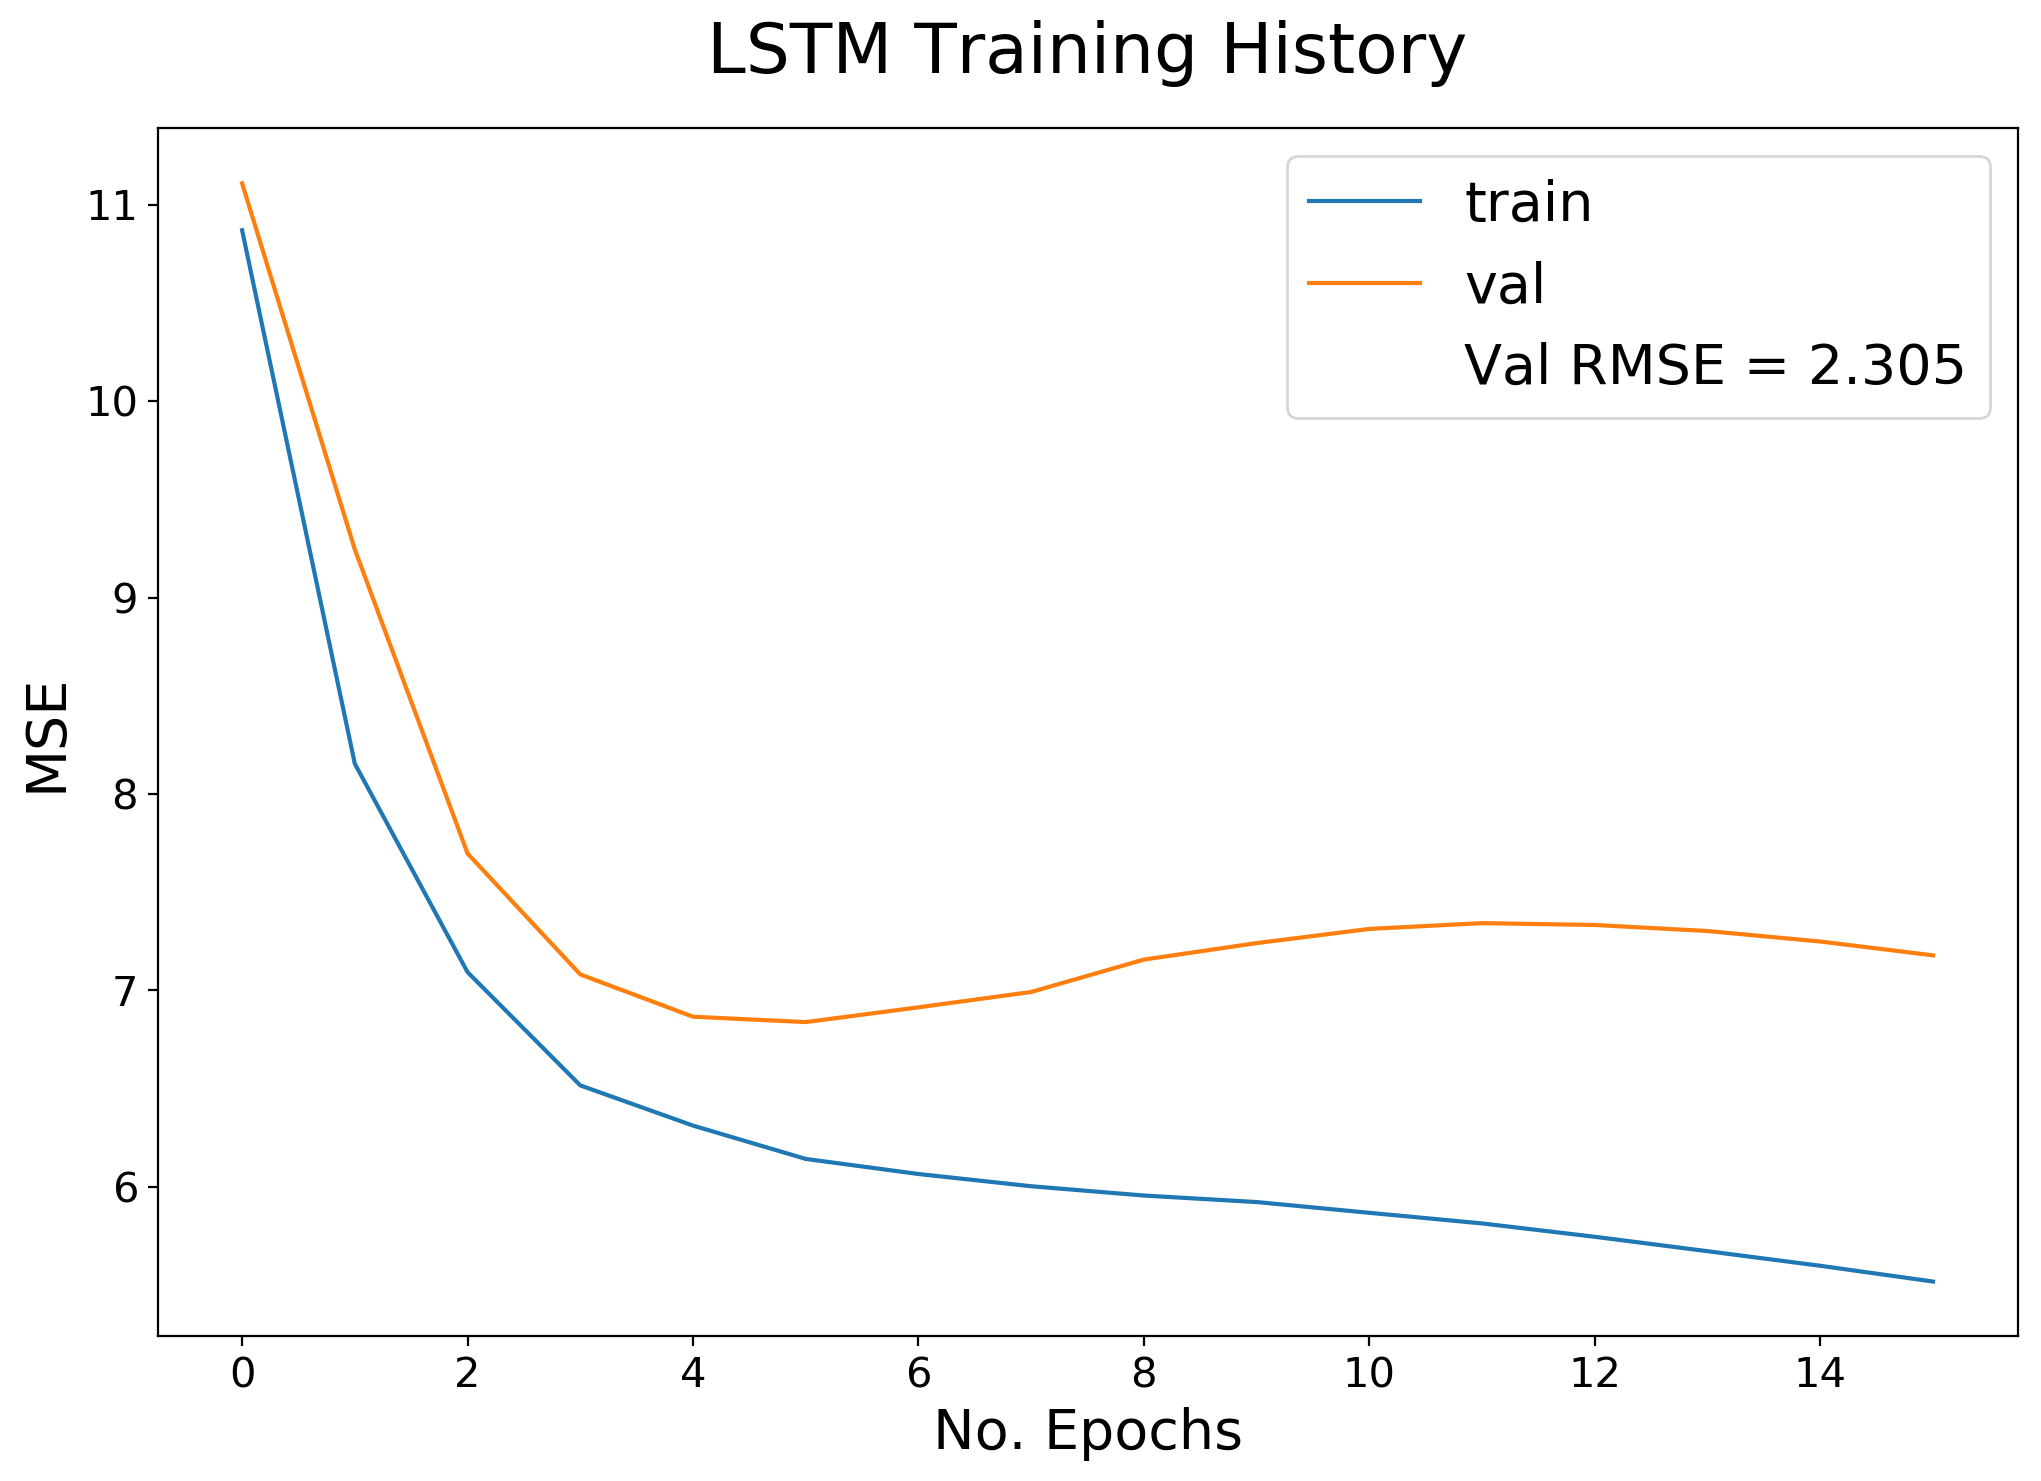 LSTM Training History
train
val
Val RMSE = 2.305
11
10
9
8
7
6
MSE
0 2 4 6 8 10 12 14
No. Epochs